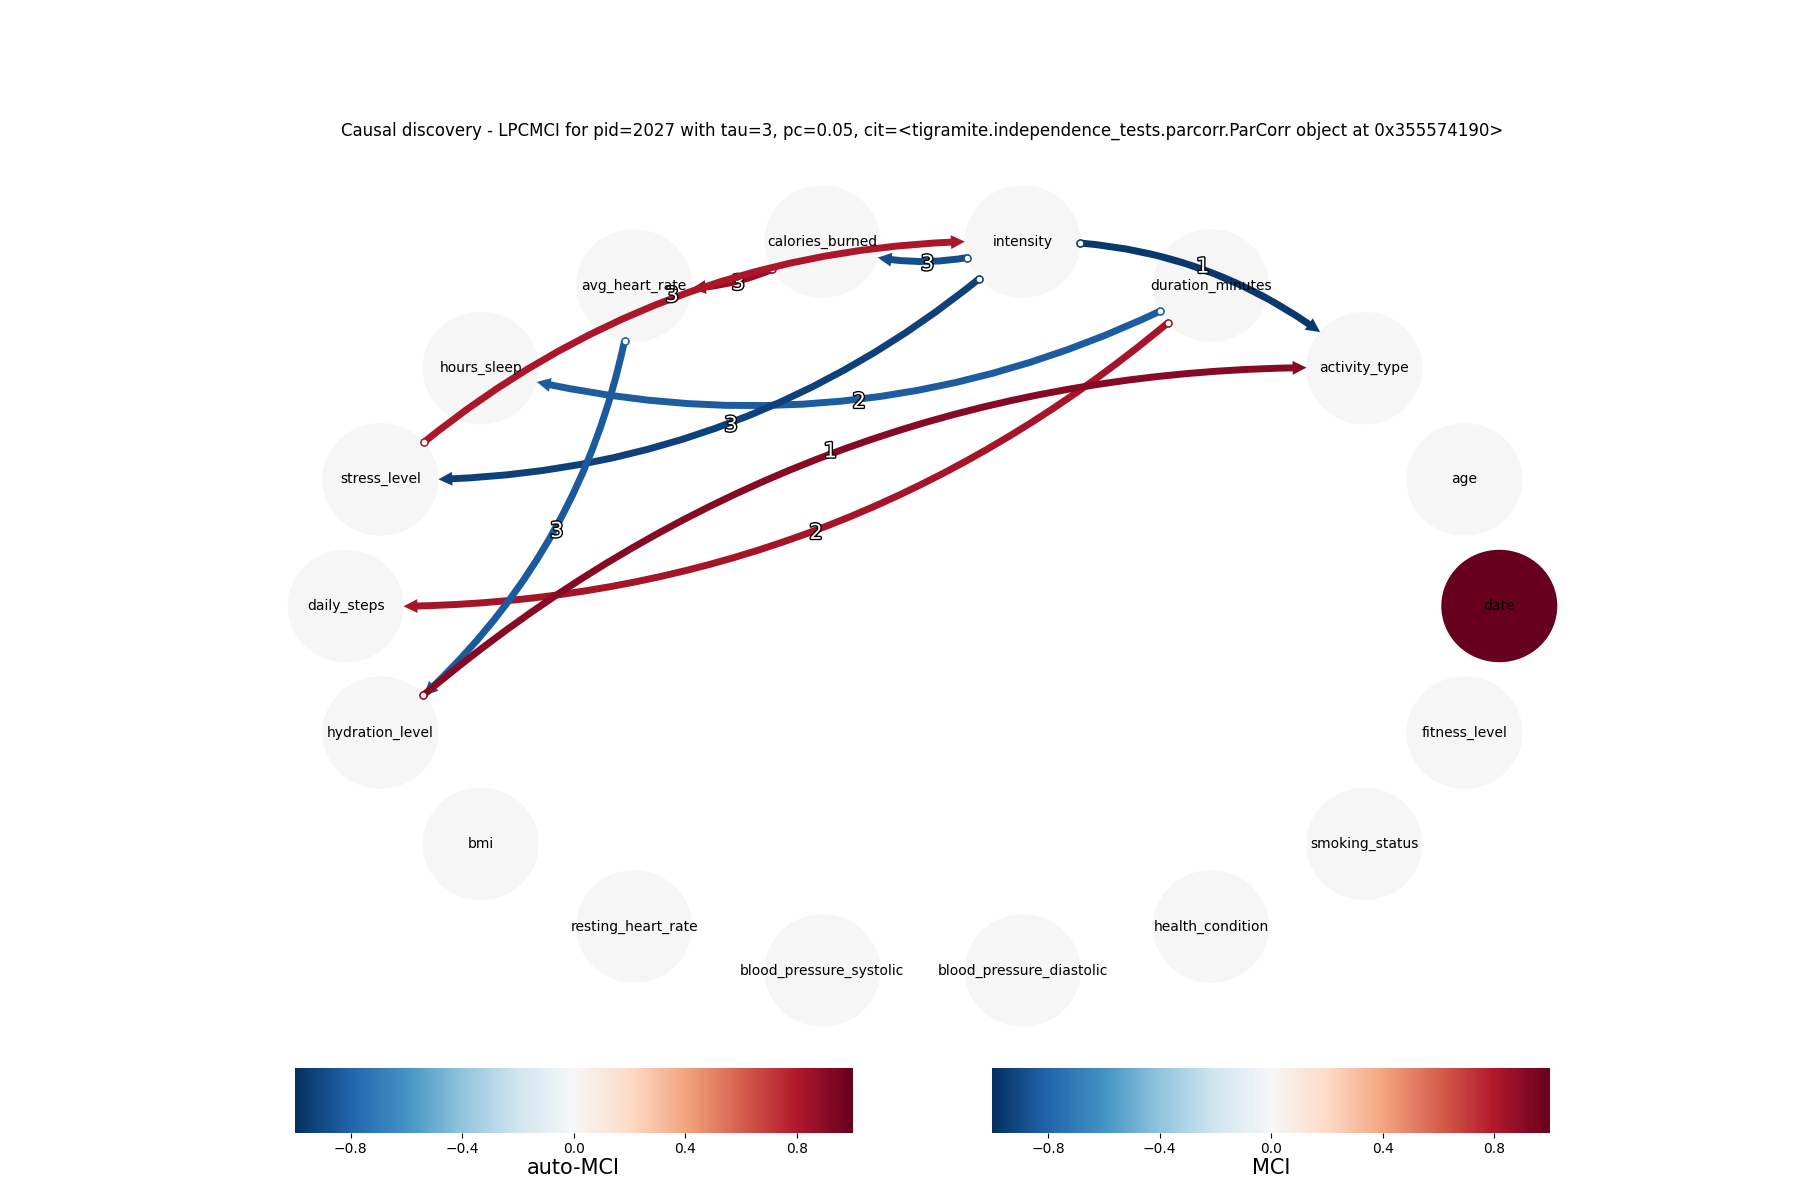 Causal discovery - LPCMCI for pid=2027 with tau=3, pc=0.05, cit=<tigramite.independence_tests.parcorr.ParCorr object at 0x355574190>
calories_burned
intensity
3
1
avg_heart_rate
3
3
duration_minutes
hours_sleep
activity_type
2
3
1
stress_level
age
3
2
daily_steps
date
hydration_level
fitness_level
bmi
smoking_status
resting_heart_rate
health_condition
blood_pressure_systolic
blood_pressure_diastolic
−0.8 −0.4 0.0 0.4 0.8
auto-MCI
−0.8 −0.4 0.0 0.4 0.8
MCI